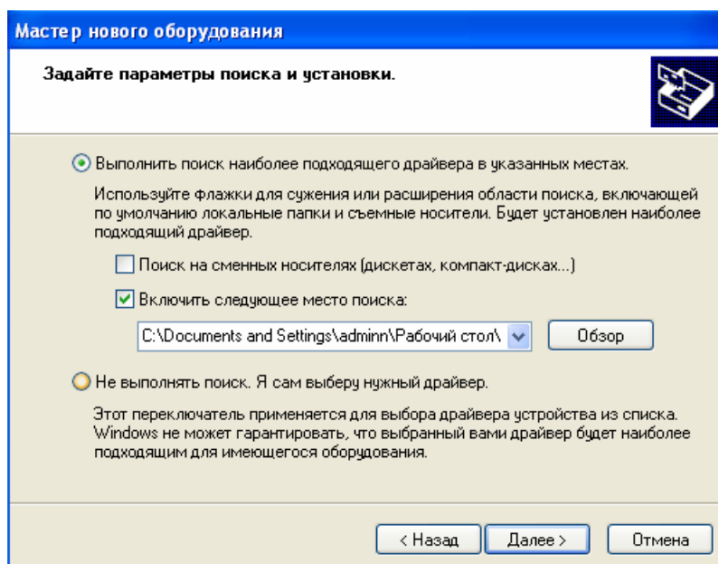 Мастер нового оборудования
Задайте параметры поиска и установки.
Выполнить поиск наиболее подходящего драйвера в указанных местах.
Используйте флажки для сужения или расширения области поиска, включающей
по умолчанию локальные папки и съемные носители. Будет установлен наиболее
подходящий драйвер.
Поиск на сменных носителях (дискетах, компакт-дисках...)
Включить следующее место поиска:
C:\Documents and Settings\adminn\Рабочий стол\ Обзор
Не выполнять поиск. Я сам выберу нужный драйвер.
Этот переключатель применяется для выбора драйвера устройства из списка.
Windows не может гарантировать, что выбранный вами драйвер будет наиболее
подходящим для имеющегося оборудования.
< Назад Далее > Отмена